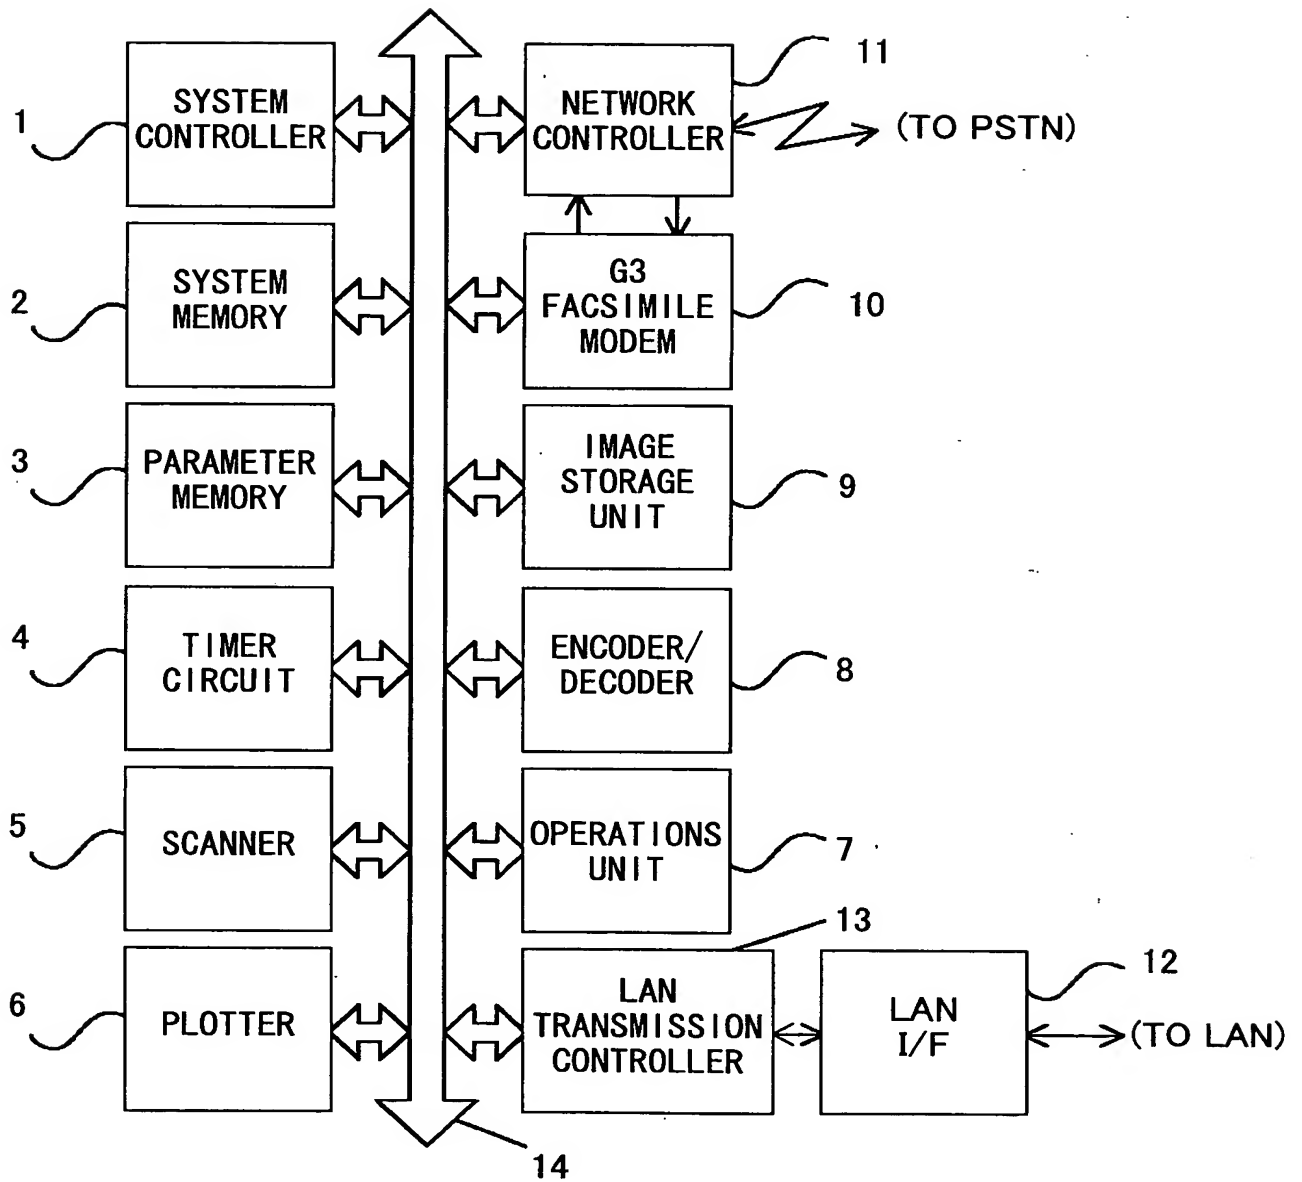 1
SYSTEM
CONTROLLER
NETWORK
CONTROLLER
11
(TO PSTN)
2
SYSTEM
MEMORY
G3
FACSIMILE
MODEM
10
3
PARAMETER
MEMORY
IMAGE
STORAGE
UNIT
9
4
TIMER
CIRCUIT
ENCODER/
DECODER
8
5
SCANNER
OPERATIONS
UNIT
7
6
PLOTTER
13
LAN
TRANSMISSION
CONTROLLER
LAN
I/F
12
(TO LAN)
14